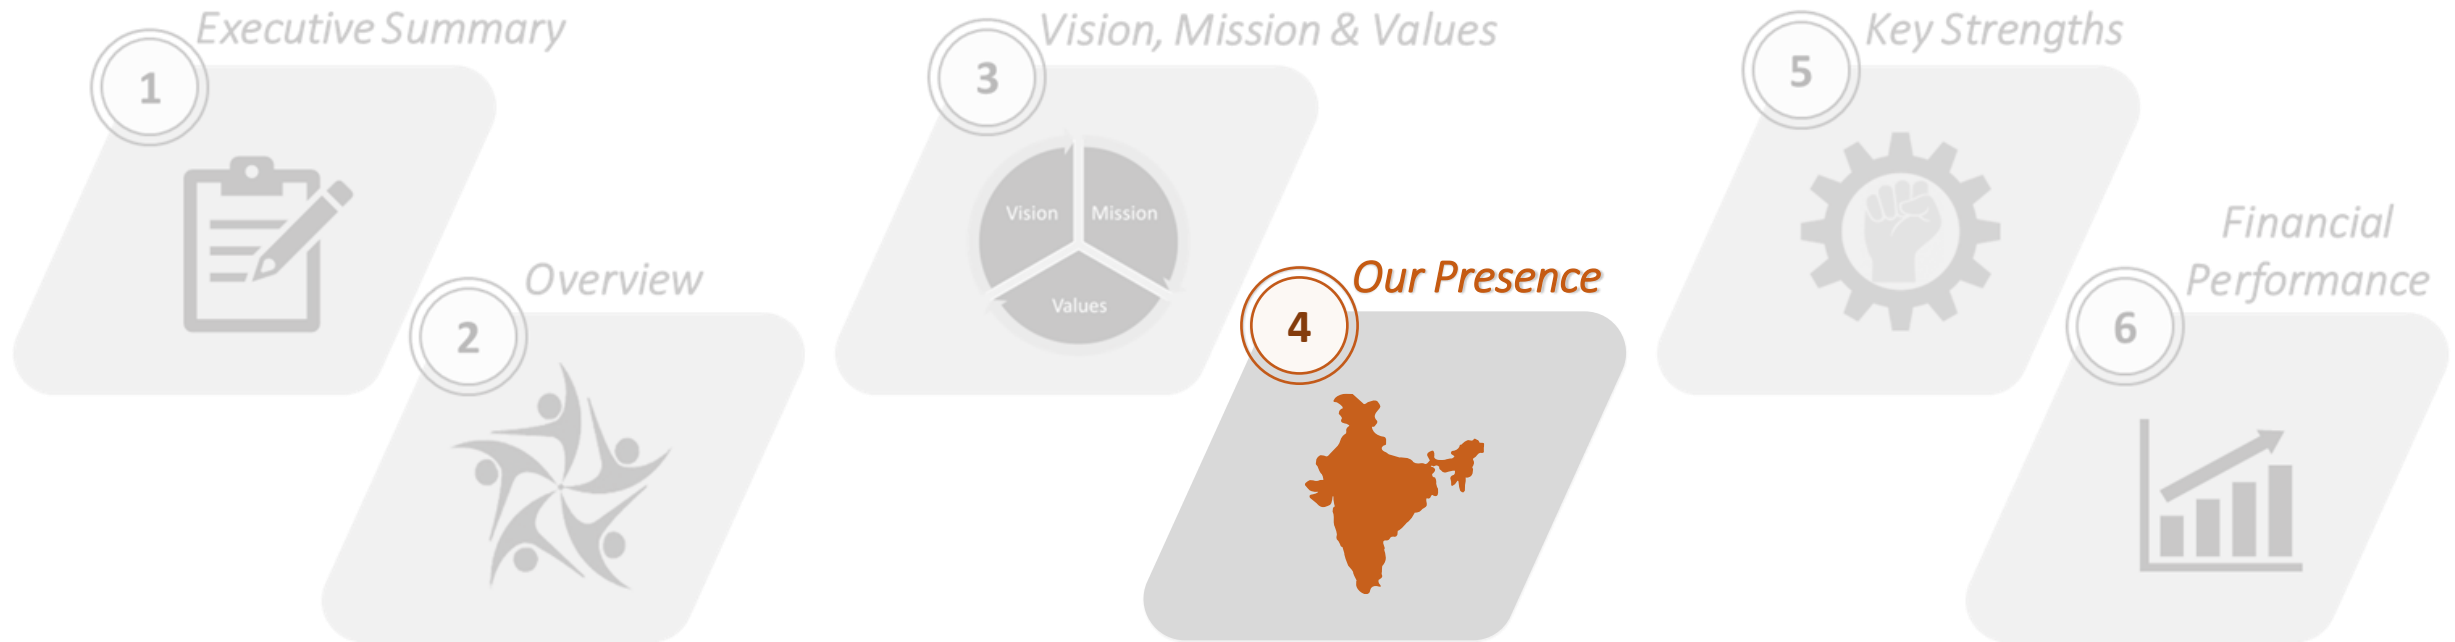 1
Executive Summary
2
Overview
3
Vision, Mission & Values
Vision
Mission
Values
4
Our Presence
5
Key Strengths
6
Financial
Performance